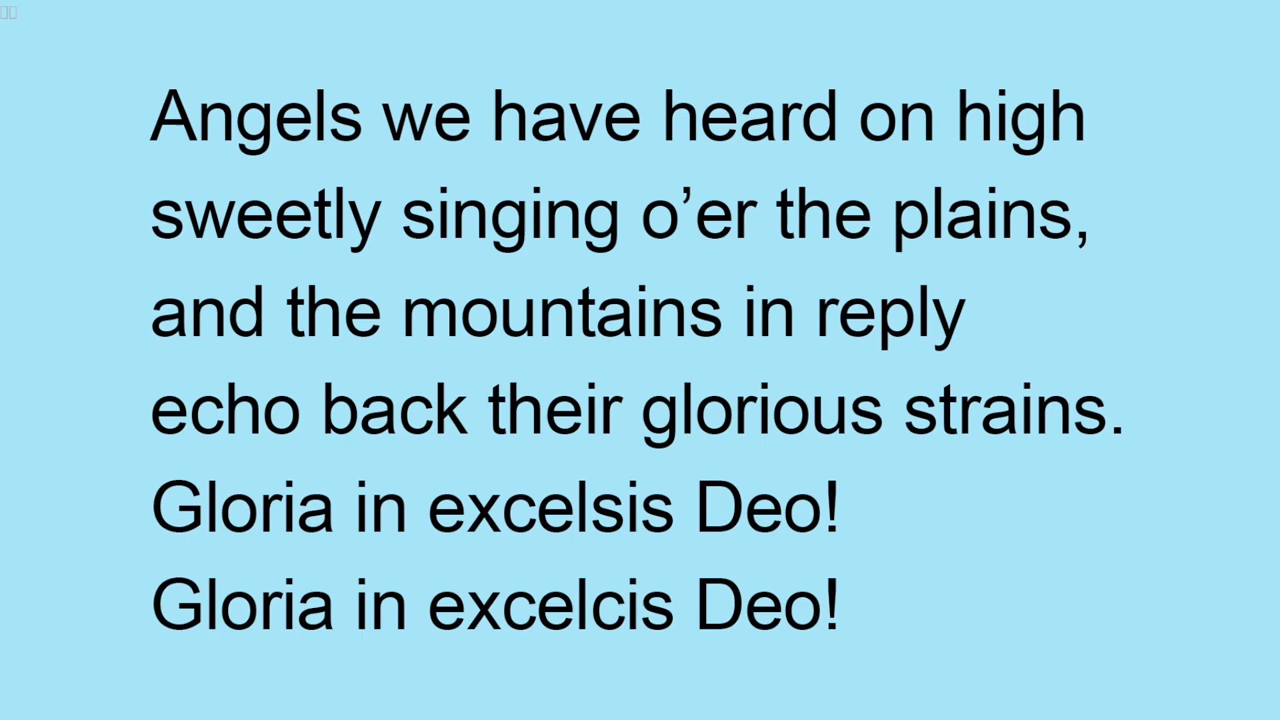 Angels we have heard on high
sweetly singing o’er the plains,
and the mountains in reply
echo back their glorious strains.
Gloria in excelsis Deo!
Gloria in excelcis Deo!